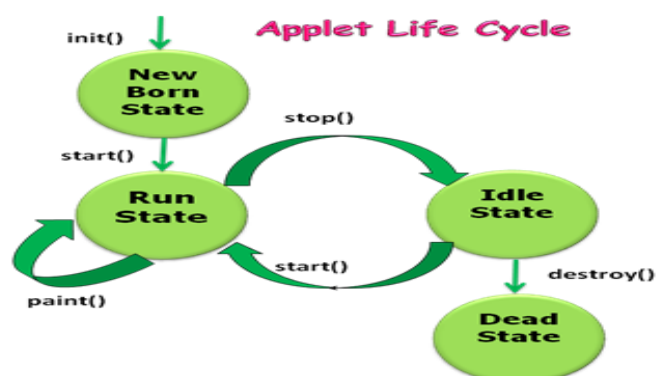 Applet Life Cycle
init()
New
Born
State
start()
stop()
Run
State
Idle
State
start()
paint()
destroy()
Dead
State